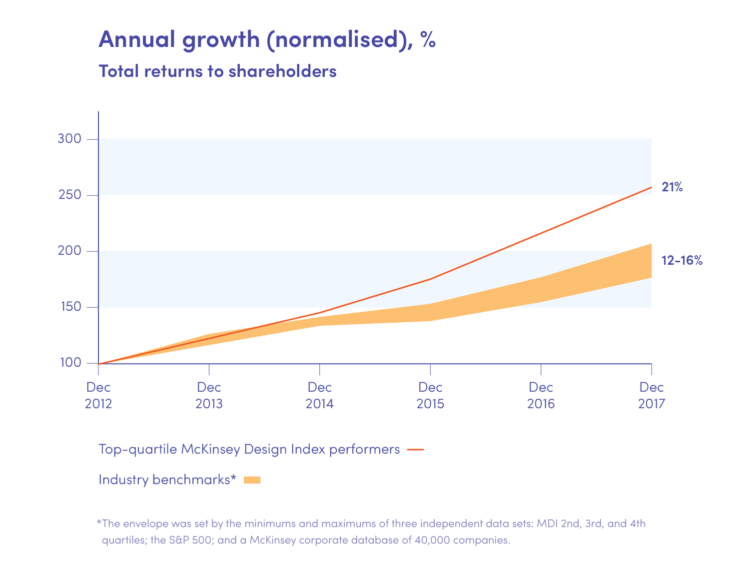 Annual growth (normalised), %
Total returns to shareholders
300
250
200
150
100
21%
12-16%
Dec 2012
Dec 2013
Dec 2014
Dec 2015
Dec 2016
Dec 2017
Top-quartile McKinsey Design Index performers
Industry benchmarks*
*The envelope was set by the minimums and maximums of three independent data sets: MDI 2nd, 3rd, and 4th
quartiles; the S&P 500; and a McKinsey corporate database of 40,000 companies.